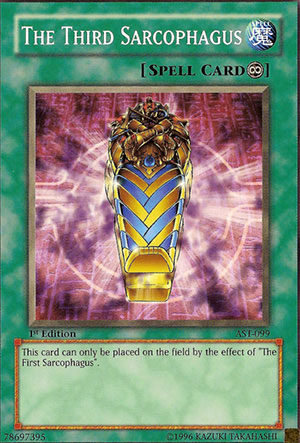 The Third Sarcophagus
魔
[Spell Card∞]
1st Edition
AST-099
This card can only be placed on the field by the effect of "The
First Sarcophagus".
78697395
©1996 KAZUKI TAKAHASHI